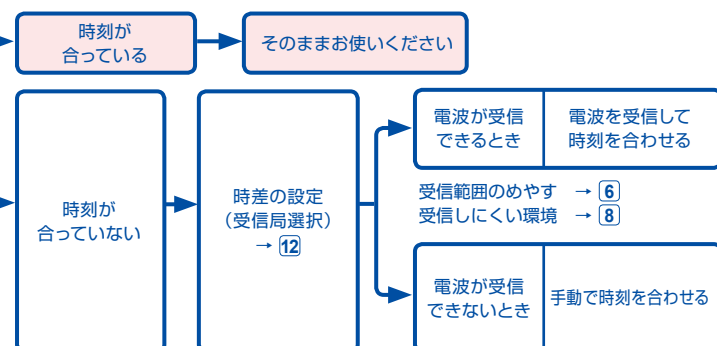 時刻が
合っている
そのままお使いください
時刻が
合っていない
時差の設定
（受信局選択）
→ 12
電波が受信
できるとき
電波を受信して
時刻を合わせる
受信範囲のめやす → 6
受信しにくい環境 → 8
電波が受信
できないとき
手動で時刻を合わせる